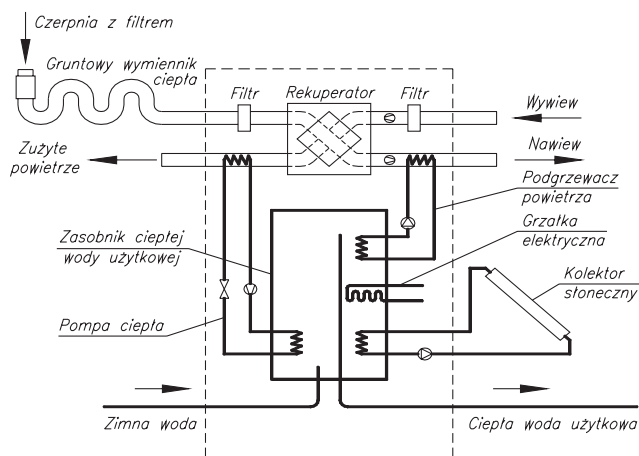 Czerpnia z filtrem
Gruntowy wymiennik
ciepła
Filtr
Rekuperator
Filtr
Wywiew
Nawiew
Zużyte
powietrze
Podgrzewacz
powietrza
Grzałka
elektryczna
Zasobnik ciepłej
wody użytkowej
Kolektor
słoneczny
Pompa ciepła
Zimna woda
Ciepła woda użytkowa